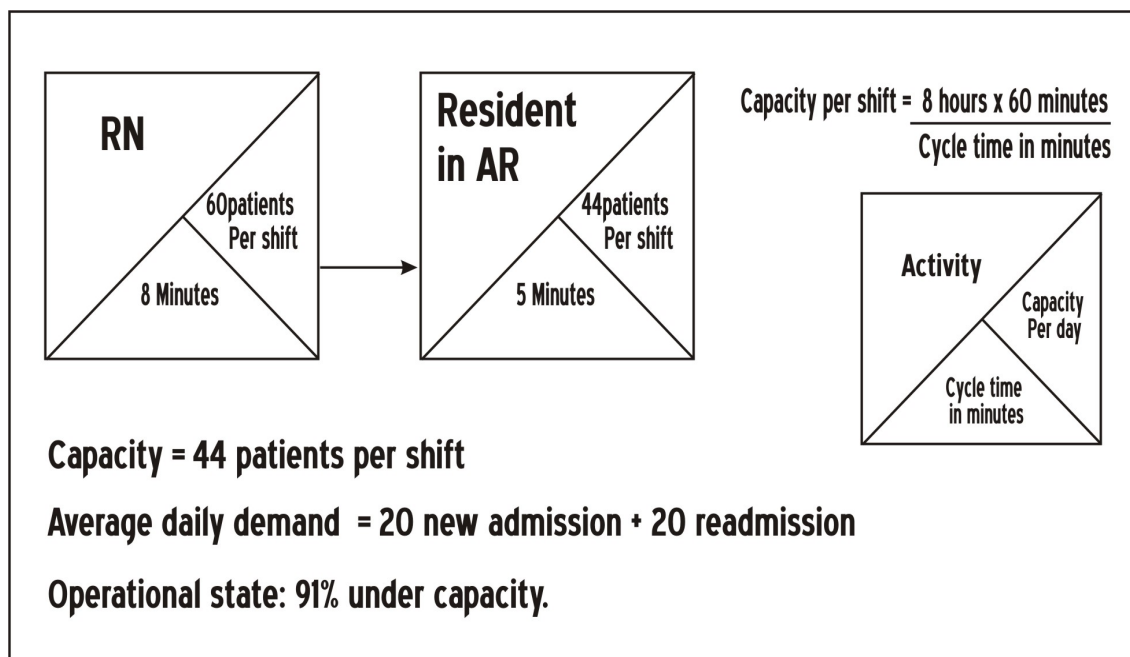 RN
60patients
Per shift
8 Minutes
Resident
in AR
44patients
Per shift
5 Minutes
Capacity per shift = 8 hours x 60 minutes
Cycle time in minutes
Activity
Capacity
Per day
Cycle time
in minutes
Capacity = 44 patients per shift
Average daily demand = 20 new admission + 20 readmission
Operational state: 91% under capacity.